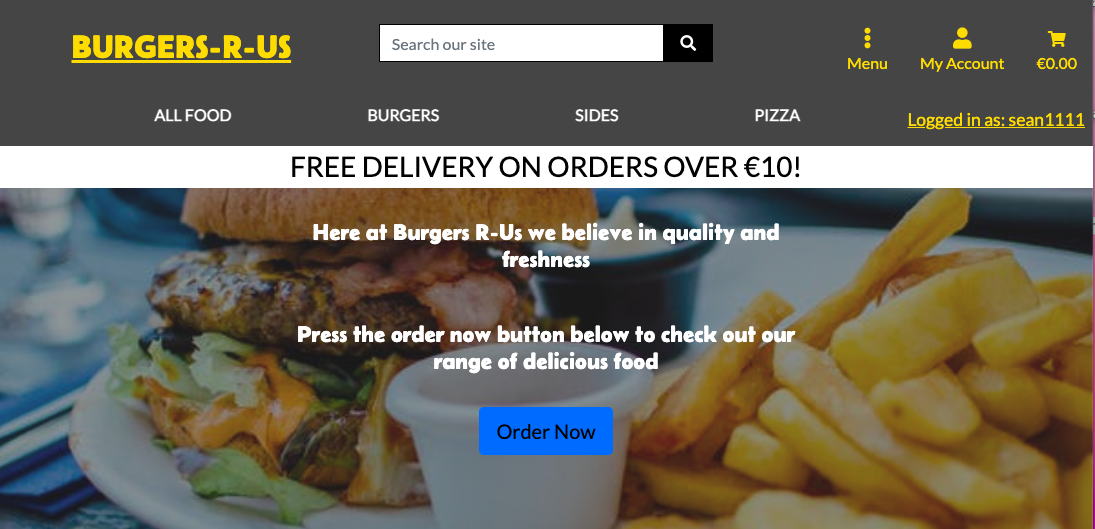 BURGERS-R-US
Search our site
Menu
My Account
€0.00
ALL FOOD
BURGERS
SIDES
PIZZA
Logged in as: sean1111
FREE DELIVERY ON ORDERS OVER €10!
Here at Burgers R-Us we believe in quality and
freshness
Press the order now button below to check out our
range of delicious food
Order Now